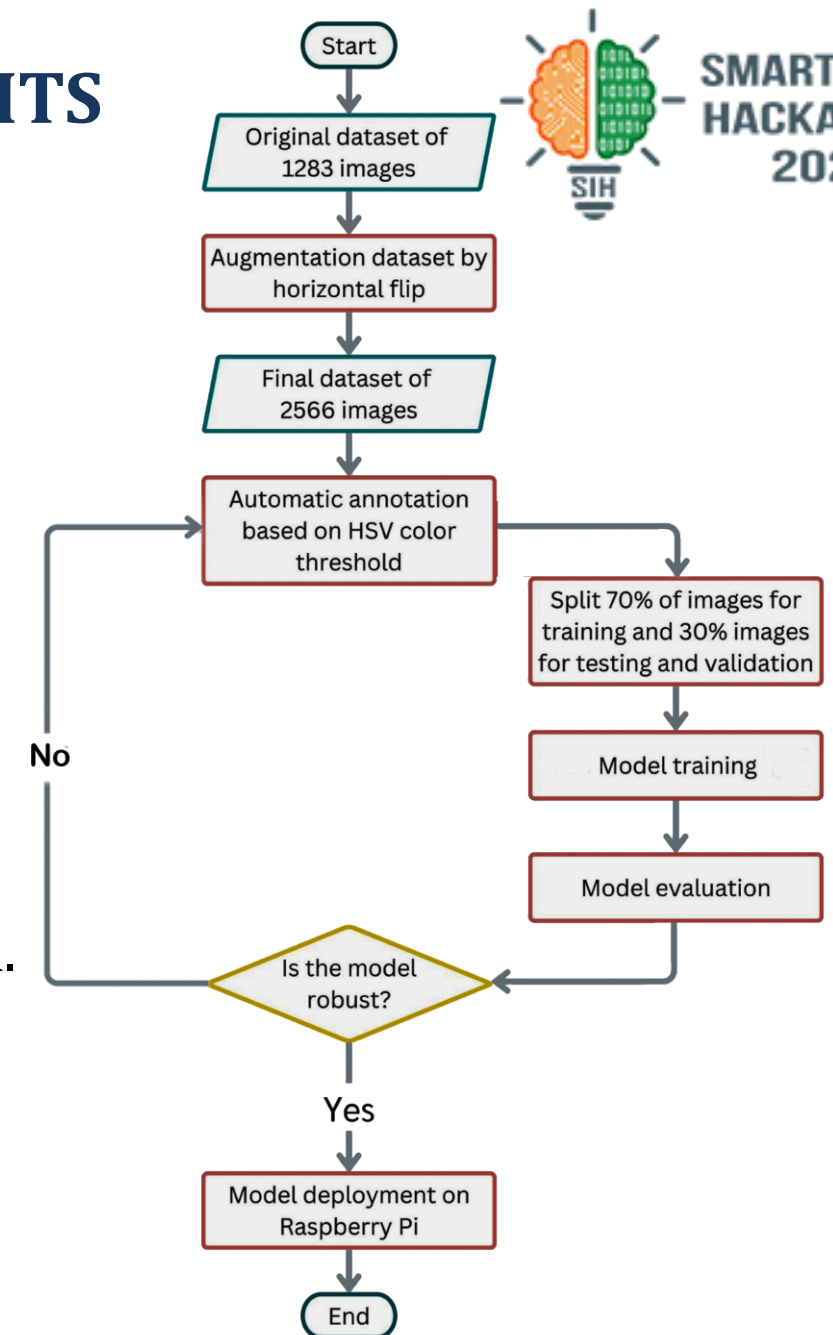 Start
Original dataset of
1283 images
SMART
SIH
Augmentation dataset by
horizontal flip
Final dataset of
2566 images
Automatic annotation
based on HSV color
threshold
Split 70% of images for
training and 30% images
for testing and validation
No
Model training
Model evaluation
Is the model
robust?
Yes
Model deployment on
Raspberry Pi
End